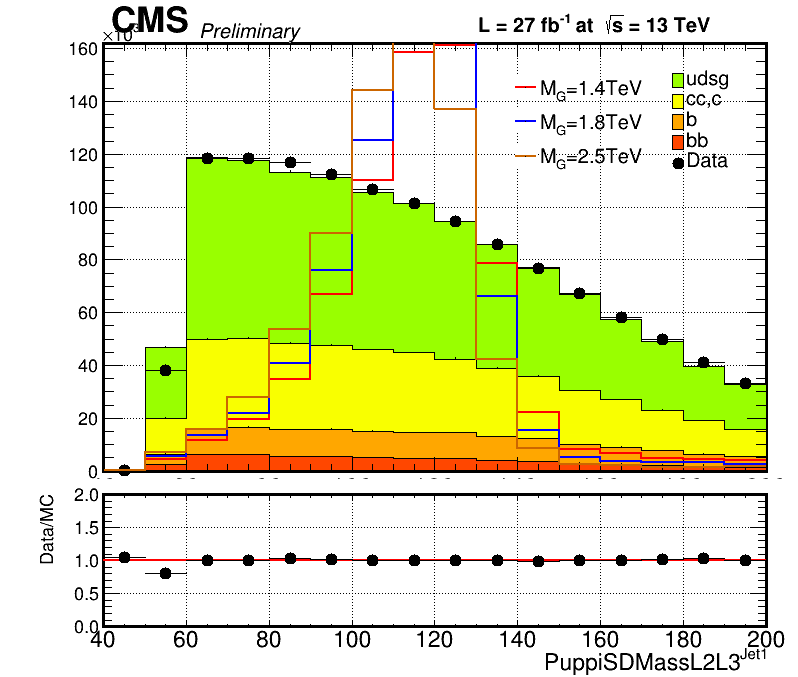 CMS Preliminary L = 27 fb⁻¹ at √s = 13 TeV
×10³
160
140
120
100
80
60
40
20
0
M_G=1.4TeV
M_G=1.8TeV
M_G=2.5TeV
udsg
cc,c
b
bb
Data
Data/MC
2.0
1.5
1.0
0.5
0.0
40 60 80 100 120 140 160 180 200
PuppiSDMassL2L3^Jet1